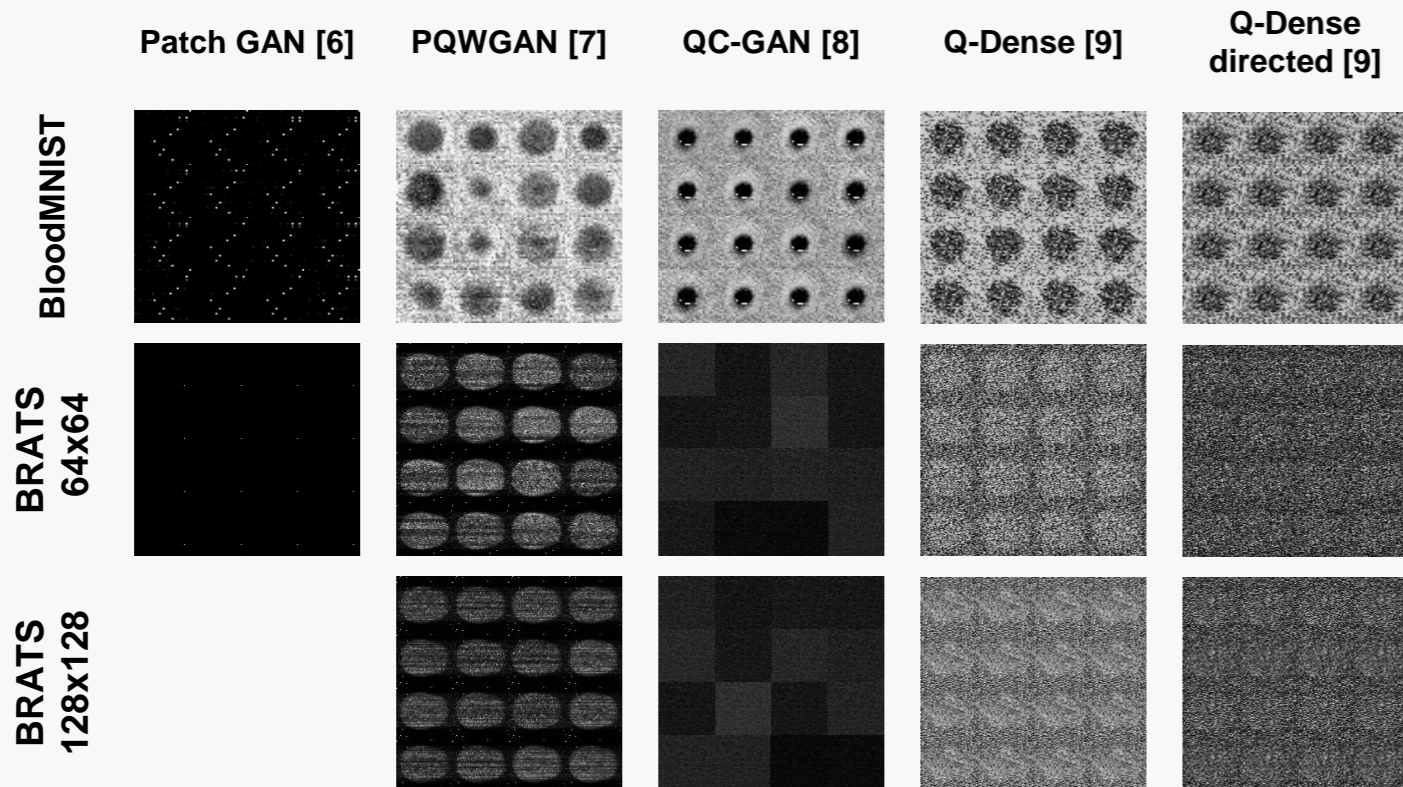 Patch GAN [6]
PQWGAN [7]
QC-GAN [8]
Q-Dense [9]
Q-Dense
directed [9]
BloodMNIST
BRATS
64x64
BRATS
128x128